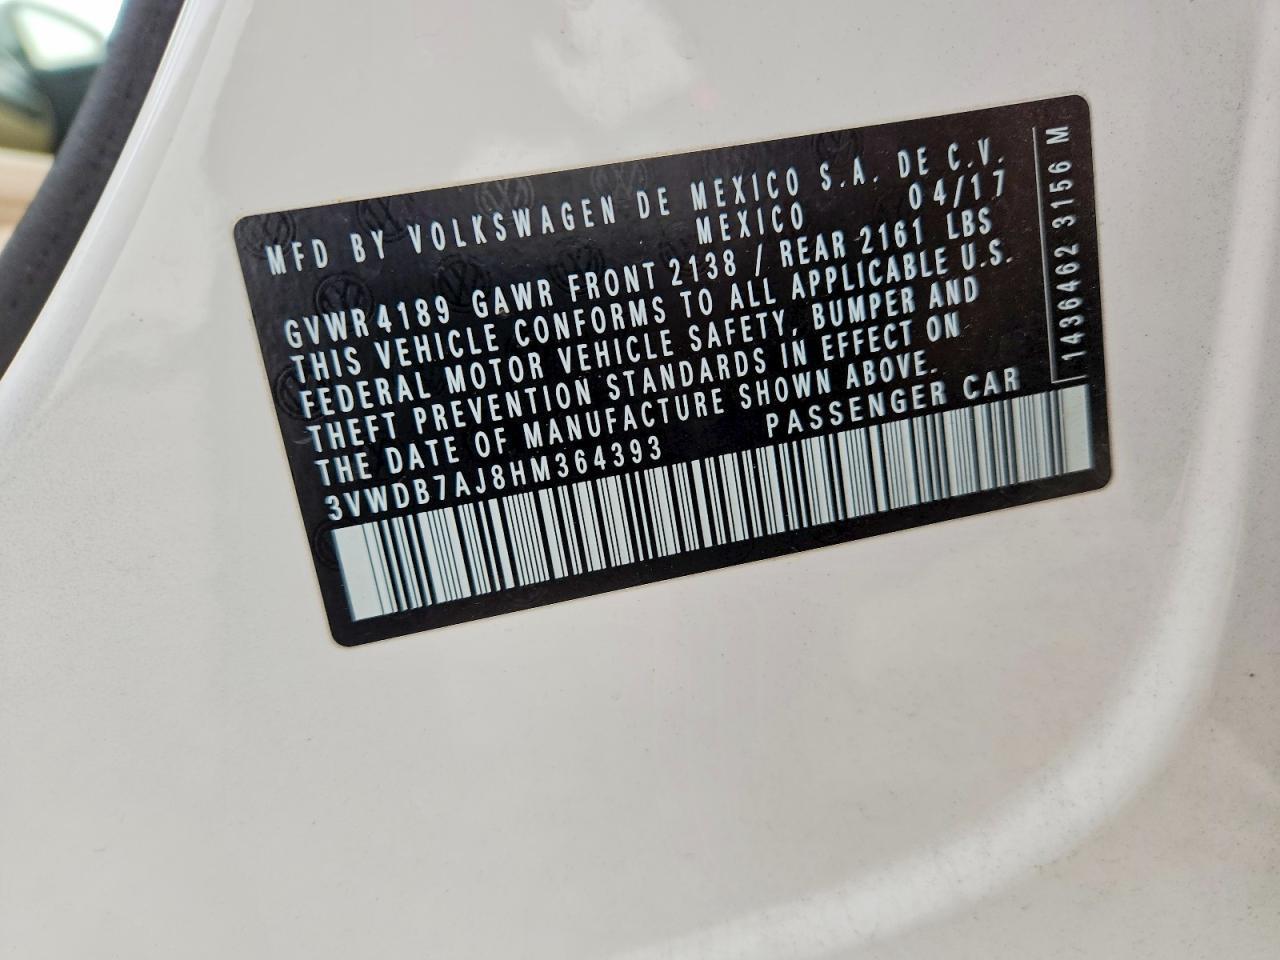 MFD BY VOLKSWAGEN DE MEXICO S.A. DE C.V.
MEXICO 04/17
GVWR 4189 GAWR FRONT 2138 / REAR 2161 LBS
THIS VEHICLE CONFORMS TO ALL APPLICABLE U.S.
FEDERAL MOTOR VEHICLE SAFETY, BUMPER AND
THEFT PREVENTION STANDARDS IN EFFECT ON
THE DATE OF MANUFACTURE SHOWN ABOVE.
3VWDB7AJ8HM364393 PASSENGER CAR
1436462 3156 M